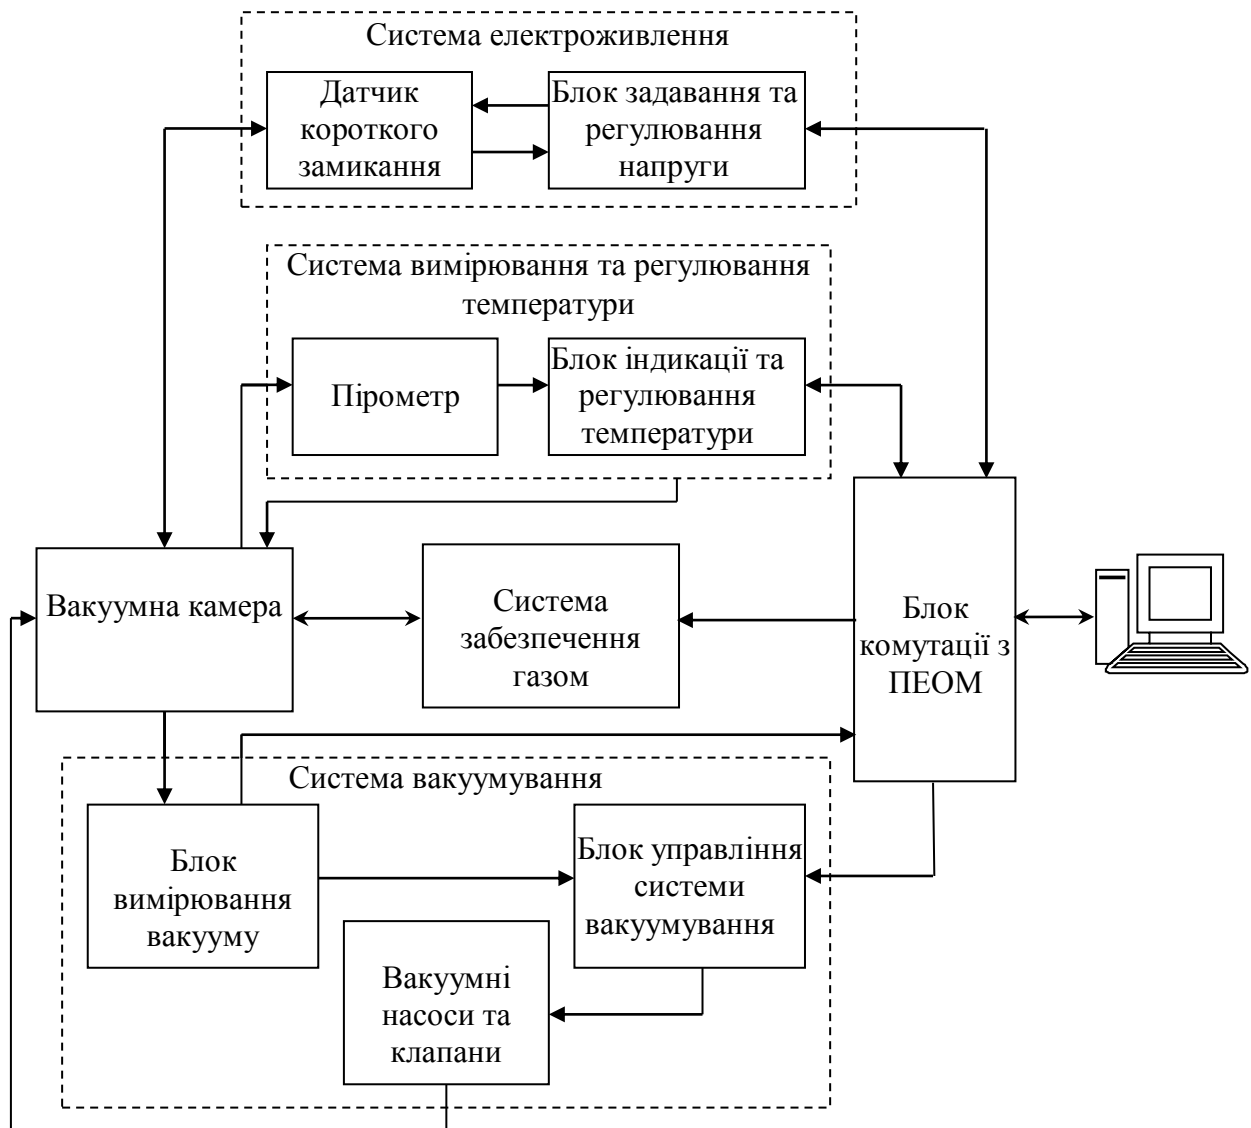 Система електроживлення
Датчик
короткого
замикання
Блок задавання та
регулювання
напруги
Система вимірювання та регулювання
температури
Пірометр
Блок індикації та
регулювання
температури
Вакуумна камера
Система
забезпечення
газом
Блок
комутації з
ПЕОМ
Система вакуумування
Блок
вимірювання
вакууму
Блок управління
системи
вакуумування
Вакуумні
насоси та
клапани